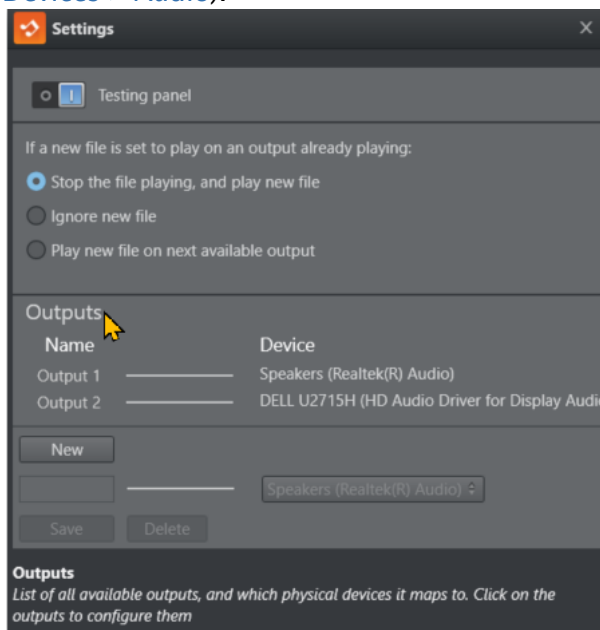 Devices > Audio).
Settings
Testing panel
If a new file is set to play on an output already playing:
Stop the file playing, and play new file
Ignore new file
Play new file on next available output
Outputs
Name Device
Output 1 Speakers (Realtek(R) Audio)
Output 2 DELL U2715H (HD Audio Driver for Display Audi
New
Speakers (Realtek(R) Audio)
Save Delete
Outputs
List of all available outputs, and which physical devices it maps to. Click on the
outputs to configure them